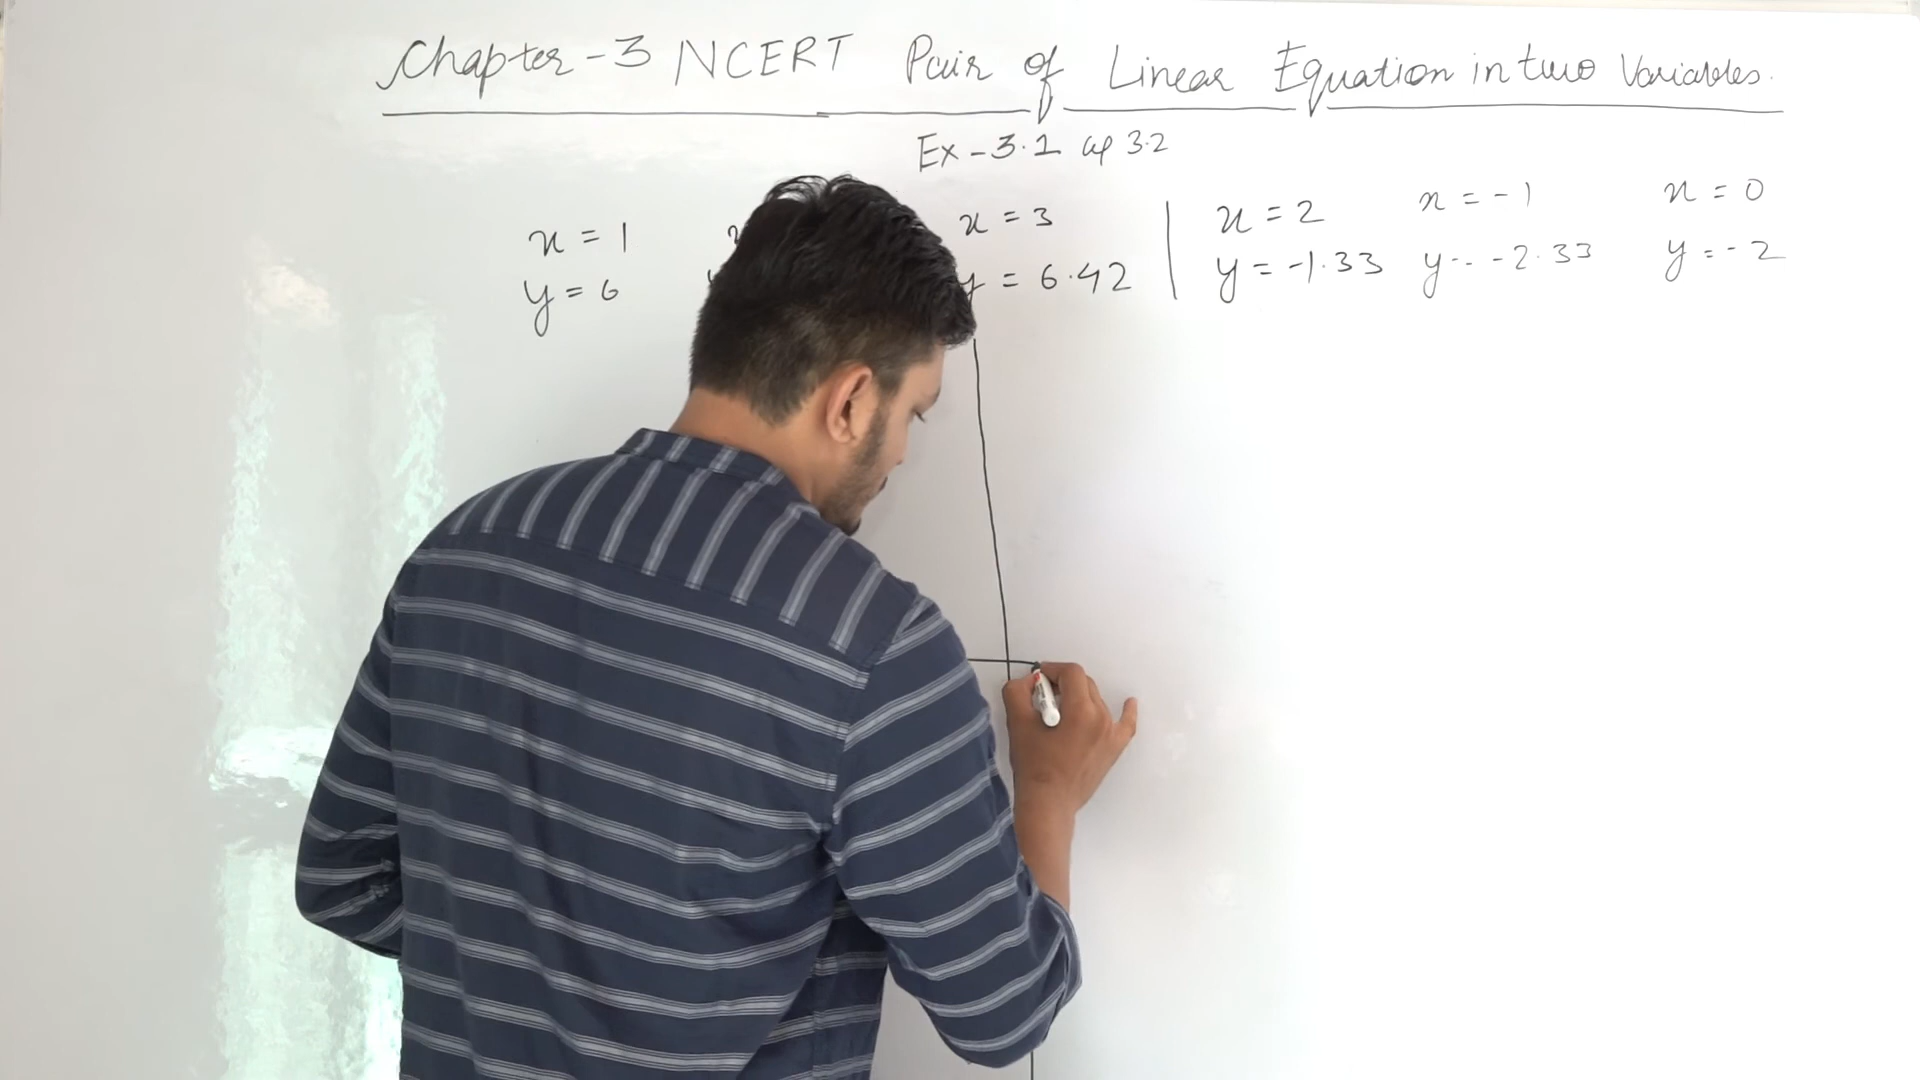 Chapter-3 NCERT Pair of Linear Equation in two Variables.
Ex-3.1 cp 3.2
x = 1 x = 3 x = 2 x = -1 x = 0
y = 6 y = 6.42 y = -1.33 y -- -2.33 y = -2